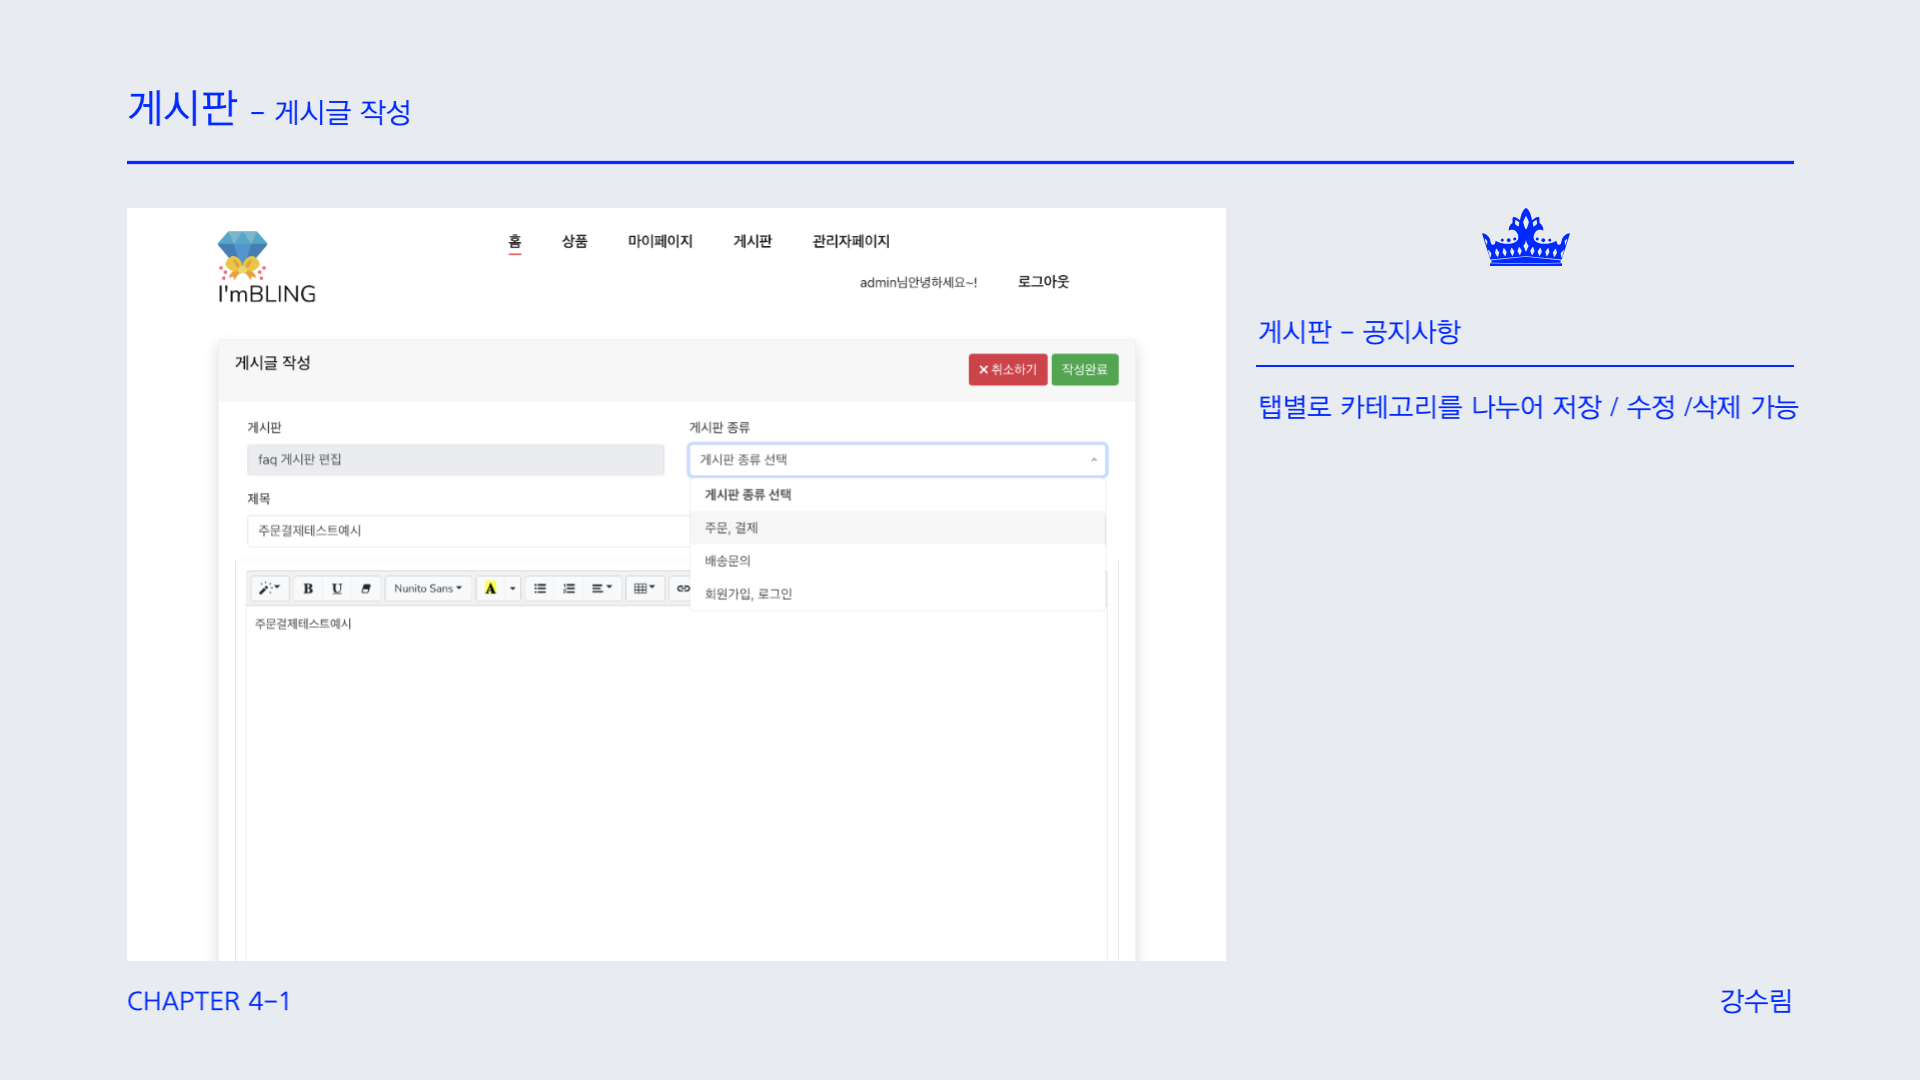 게시판 – 게시글 작성
I'mBLING
홈 상품 마이페이지 게시판 관리자페이지
admin님안녕하세요~! 로그아웃
게시글 작성
× 취소하기 작성완료
게시판 게시판 종류
faq 게시판 편집 게시판 종류 선택
게시판 종류 선택
제목
주문, 결제
주문결제테스트예시
배송문의
B U Nunito Sans A
회원가입, 로그인
주문결제테스트예시
게시판 – 공지사항
탭별로 카테고리를 나누어 저장 / 수정 /삭제 가능
CHAPTER 4–1
강수림